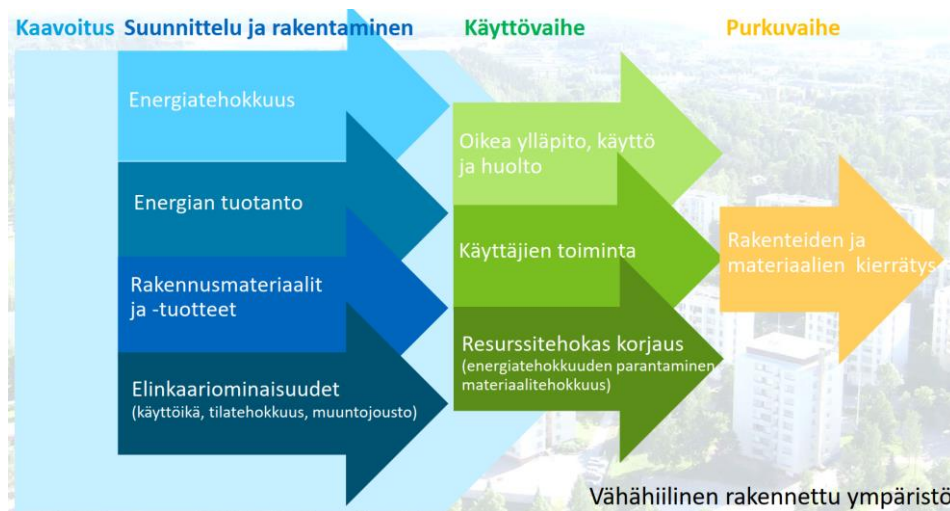 Kaavoitus Suunnittelu ja rakentaminen Käyttövaihe Purkuvaihe
Energiatehokkuus
Energian tuotanto
Rakennusmateriaalit
ja -tuotteet
Elinkaariominaisuudet
(käyttöikä, tilatehokkuus, muuntojousto)
Oikea ylläpito, käyttö
ja huolto
Käyttäjien toiminta
Resurssitehokas korjaus
(energiatehokkuuden parantaminen
materiaalitehokkuus)
Rakenteiden ja
materiaalien kierrätys
Vähähiilinen rakennettu ympäristö